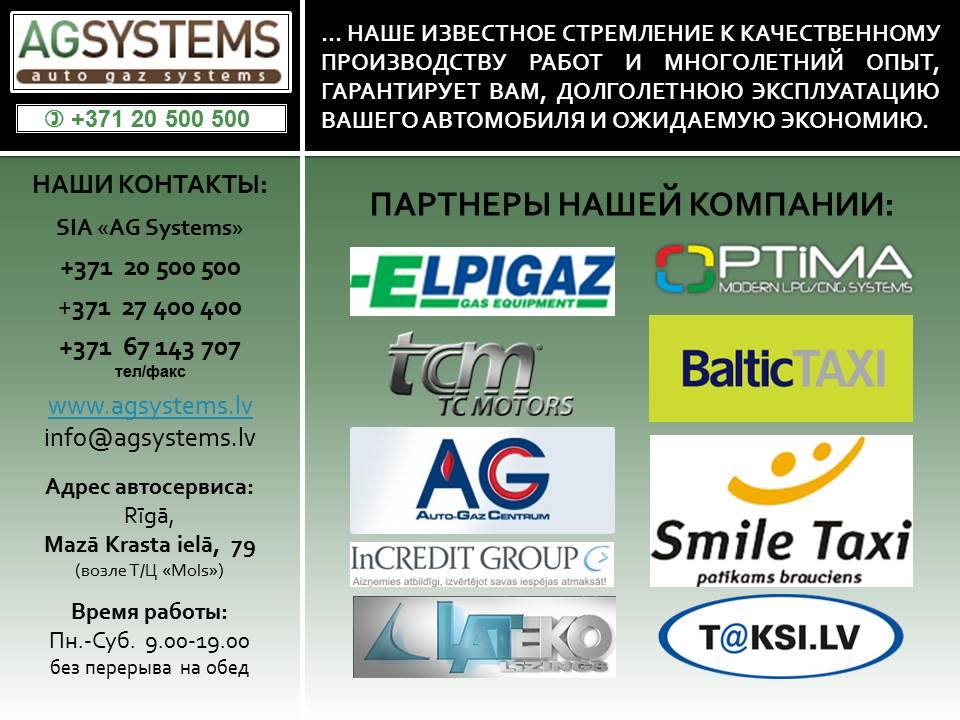 AGSYSTEMS
auto gaz systems
+371 20 500 500
... НАШЕ ИЗВЕСТНОЕ СТРЕМЛЕНИЕ К КАЧЕСТВЕННОМУ
ПРОИЗВОДСТВУ РАБОТ И МНОГОЛЕТНИЙ ОПЫТ,
ГАРАНТИРУЕТ ВАМ, ДОЛГОЛЕТНЮЮ ЭКСПЛУАТАЦИЮ
ВАШЕГО АВТОМОБИЛЯ И ОЖИДАЕМУЮ ЭКОНОМИЮ.
НАШИ КОНТАКТЫ:
SIA «AG Systems»
+371 20 500 500
+371 27 400 400
+371 67 143 707
тел/факс
www.agsystems.lv
info@agsystems.lv
Адрес автосервиса:
Rīgā,
Mazā Krasta ielā, 79
(возле Т/Ц «Mols»)
Время работы:
Пн.-Суб. 9.00-19.00
без перерыва на обед
ПАРТНЕРЫ НАШЕЙ КОМПАНИИ:
ELPIGAZ
GAS EQUIPMENT
OPTiMA
MODERN LPG/CNG SYSTEMS
tcm
TC MOTORS
BalticTAXI
AG
AUTO-GAZ CENTRUM
Smile Taxi
patīkams brauciens
InCREDIT GROUP
Aizņemies atbildīgi, izvērtējot savas iespējas atmaksāt!
LATEKO
LĪZINGS
T@KSI.LV